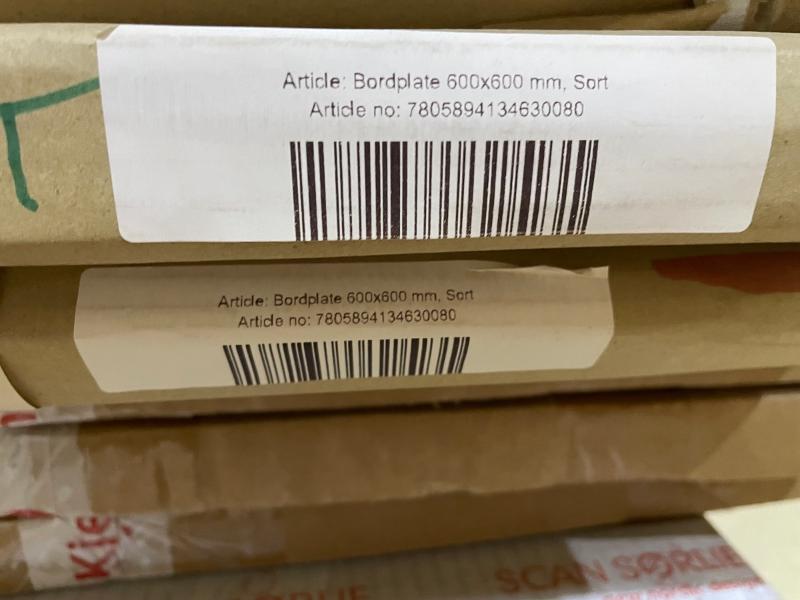 Article: Bordplate 600x600 mm, Sort
Article no: 7805894134630080
Article: Bordplate 600x600 mm, Sort
Article no: 7805894134630080
SCAN SØRLIE